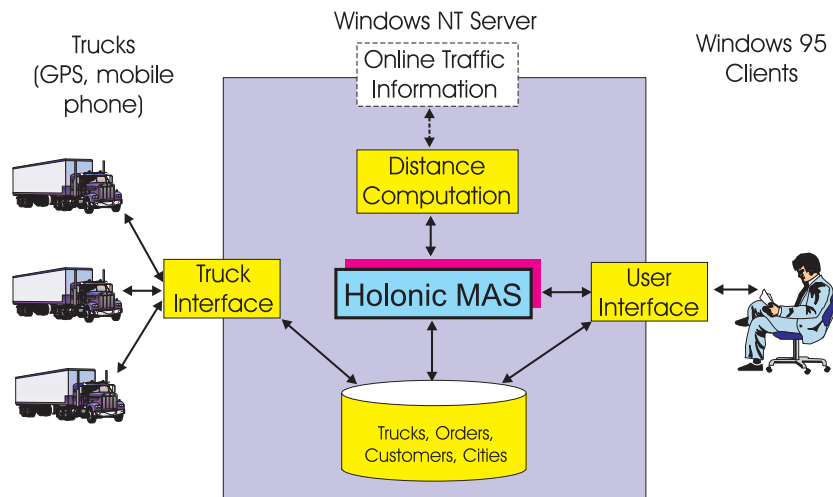 Windows NT Server
Trucks
(GPS, mobile
phone)
Online Traffic
Information
Windows 95
Clients
Distance
Computation
Truck
Interface
Holonic MAS
User
Interface
Trucks, Orders,
Customers, Cities